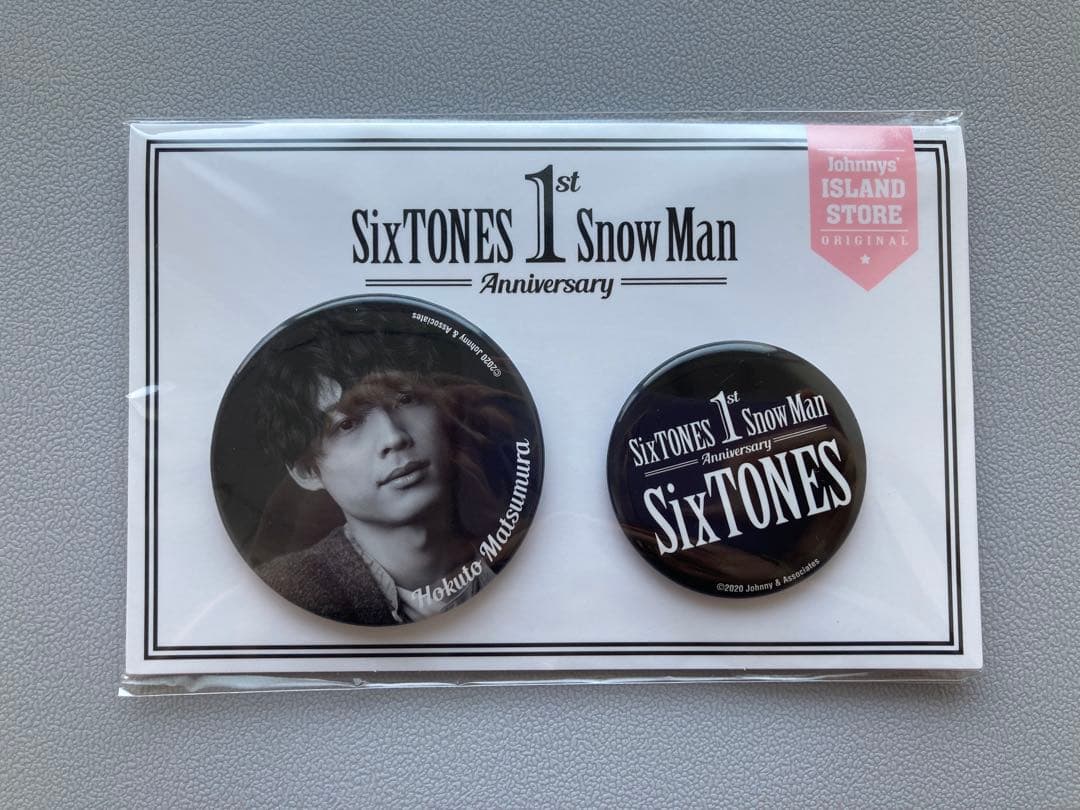 1st
SixTONES Snow Man
Anniversary
Johnnys'
ISLAND
STORE
ORIGINAL
©2020 Johnny & Associates
Hokuto Matsumura
1st
SixTONES Snow Man
Anniversary
SixTONES
©2020 Johnny & Associates